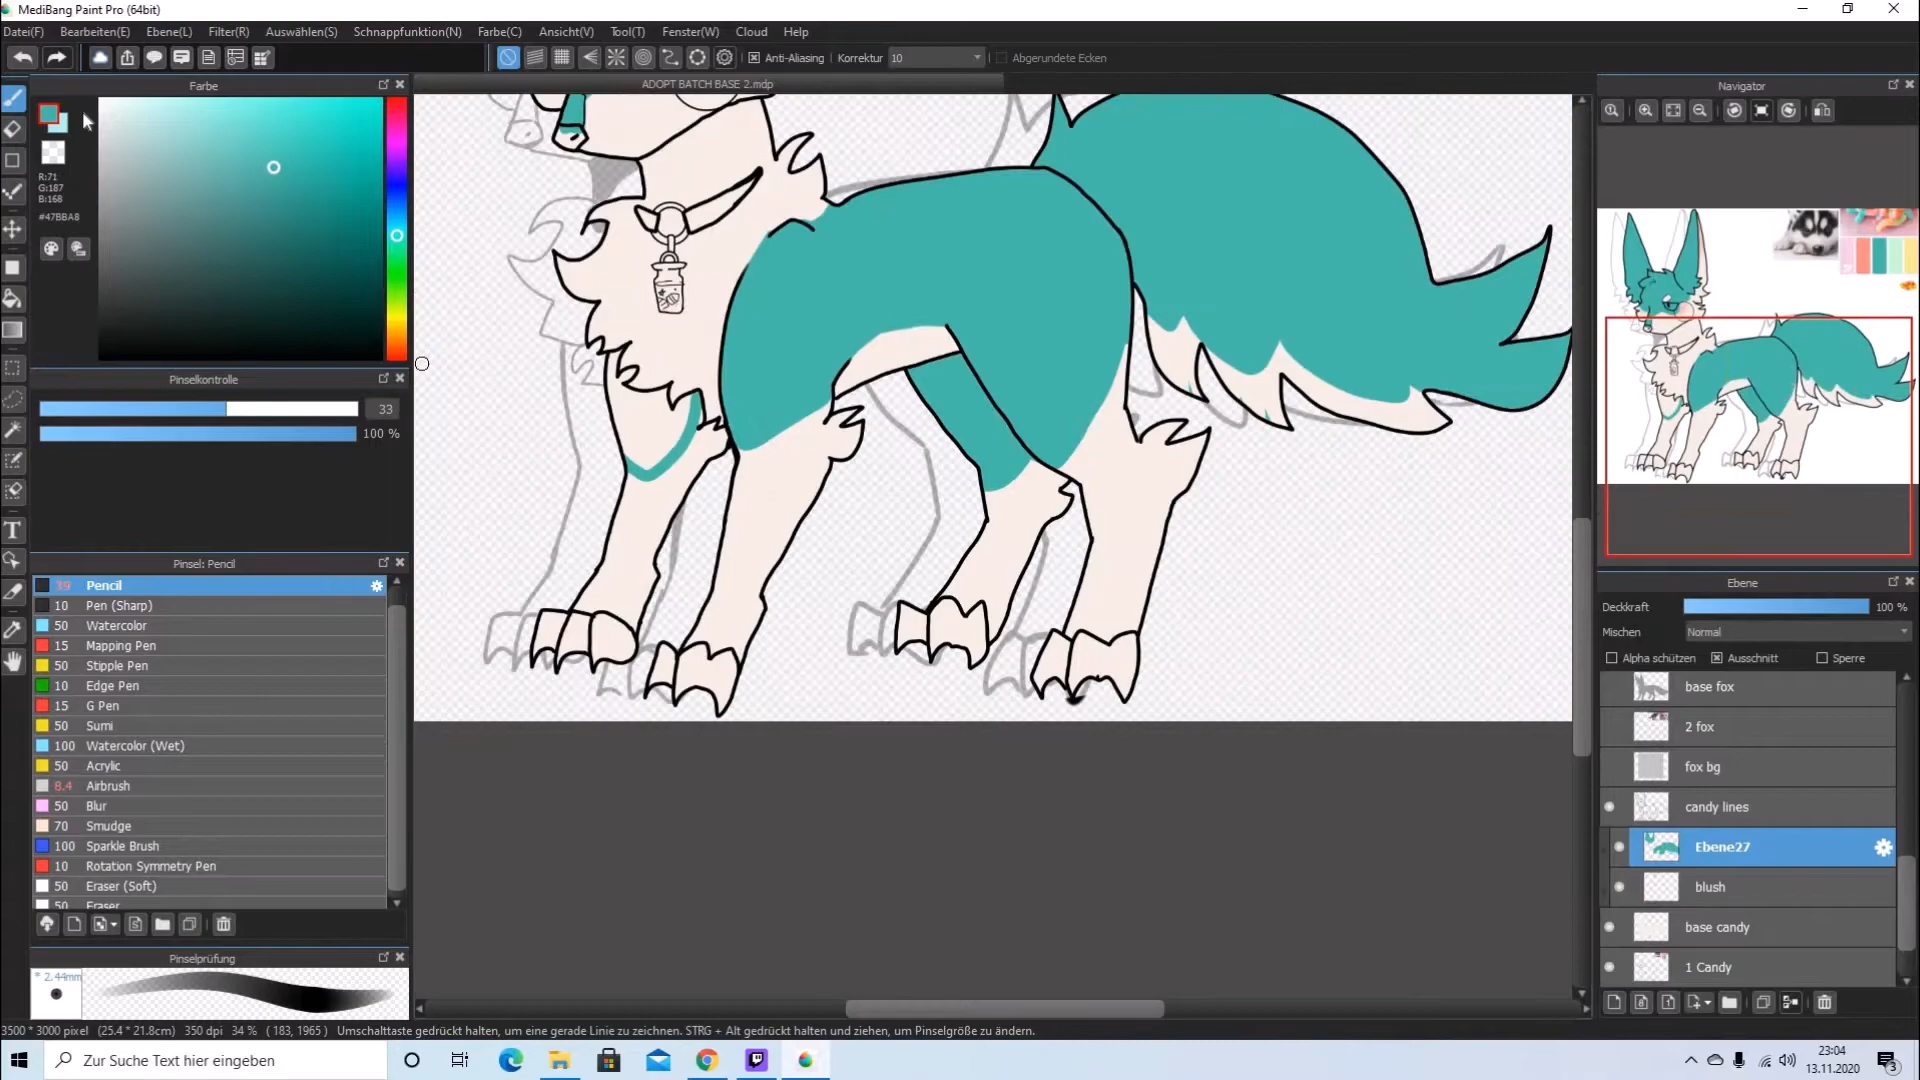 MediBang Paint Pro (64bit)
Datei(F) Bearbeiten(E) Ebene(L) Filter(R) Auswählen(S) Schnappfunktion(N) Farbe(C) Ansicht(V) Tool(T) Fenster(W) Cloud Help
Anti-Aliasing Korrektur 10 Abgerundete Ecken
Farbe
ADOPT BATCH BASE 2.mdp
Navigator
R:71
G:187
B:168
#47BBA8
Pinselkontrolle
33
100 %
Pinsel: Pencil
19 Pencil
10 Pen (Sharp)
50 Watercolor
15 Mapping Pen
50 Stipple Pen
10 Edge Pen
15 G Pen
50 Sumi
100 Watercolor (Wet)
50 Acrylic
8.4 Airbrush
50 Blur
70 Smudge
100 Sparkle Brush
10 Rotation Symmetry Pen
50 Eraser (Soft)
50 Eraser
Pinselprüfung
* 2.44mm
Ebene
Deckkraft 100 %
Mischen Normal
Alpha schützen Ausschnitt Sperre
base fox
2 fox
fox bg
candy lines
Ebene27
blush
base candy
1 Candy
3500 * 3000 pixel (25.4 * 21.8cm) 350 dpi 34 % ( 183, 1965 ) Umschalttaste gedrückt halten, um eine gerade Linie zu zeichnen. STRG + Alt gedrückt halten und ziehen, um Pinselgröße zu ändern.
Zur Suche Text hier eingeben
23:04
13.11.2020
3